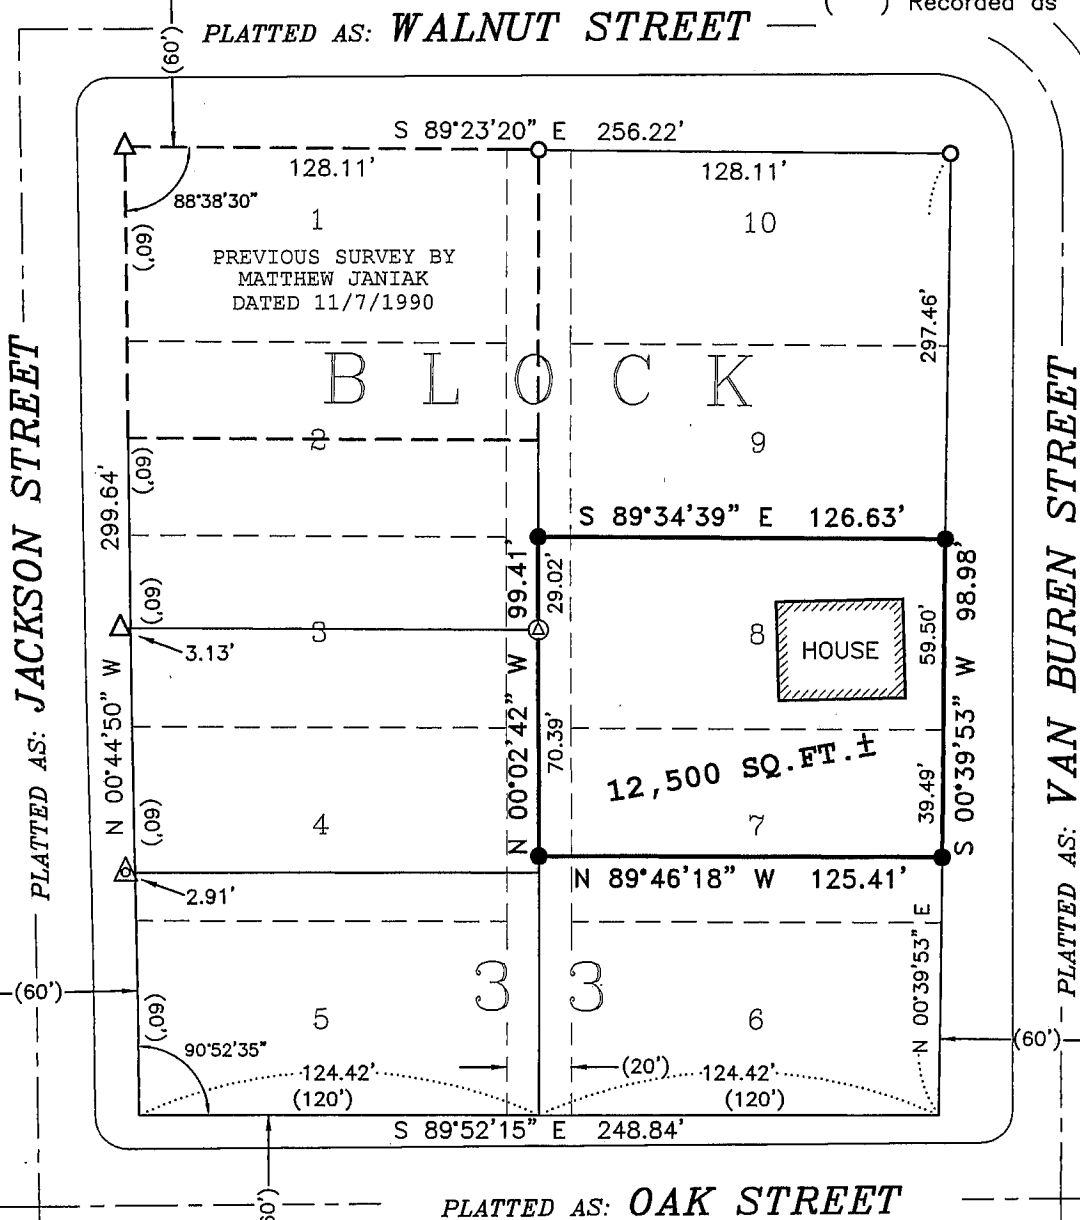 ( ) Recorded as
PLATTED AS: WALNUT STREET
(60')
S 89°23'20" E 256.22'
128.11'
128.11'
88°38'30"
1
10
(60')
PREVIOUS SURVEY BY
MATTHEW JANIAK
DATED 11/7/1990
297.46'
BLOCK
2
9
(60')
299.64'
S 89°34'39" E 126.63'
PLATTED AS: JACKSON STREET
PLATTED AS: VAN BUREN STREET
N 00°02'42" W 99.41'
29.02'
(60')
3
3.13'
8
HOUSE
59.50'
S 00°39'53" W 98.98'
N 00°44'50" W
70.39'
12,500 SQ.FT.±
39.49'
(60')
4
7
N 89°46'18" W 125.41'
2.91'
N 00°39'53" E
3 3
(60')
(60')
5
6
90°52'35"
(60')
124.42'
(20')
124.42'
(120')
(120')
S 89°52'15" E 248.84'
PLATTED AS: OAK STREET